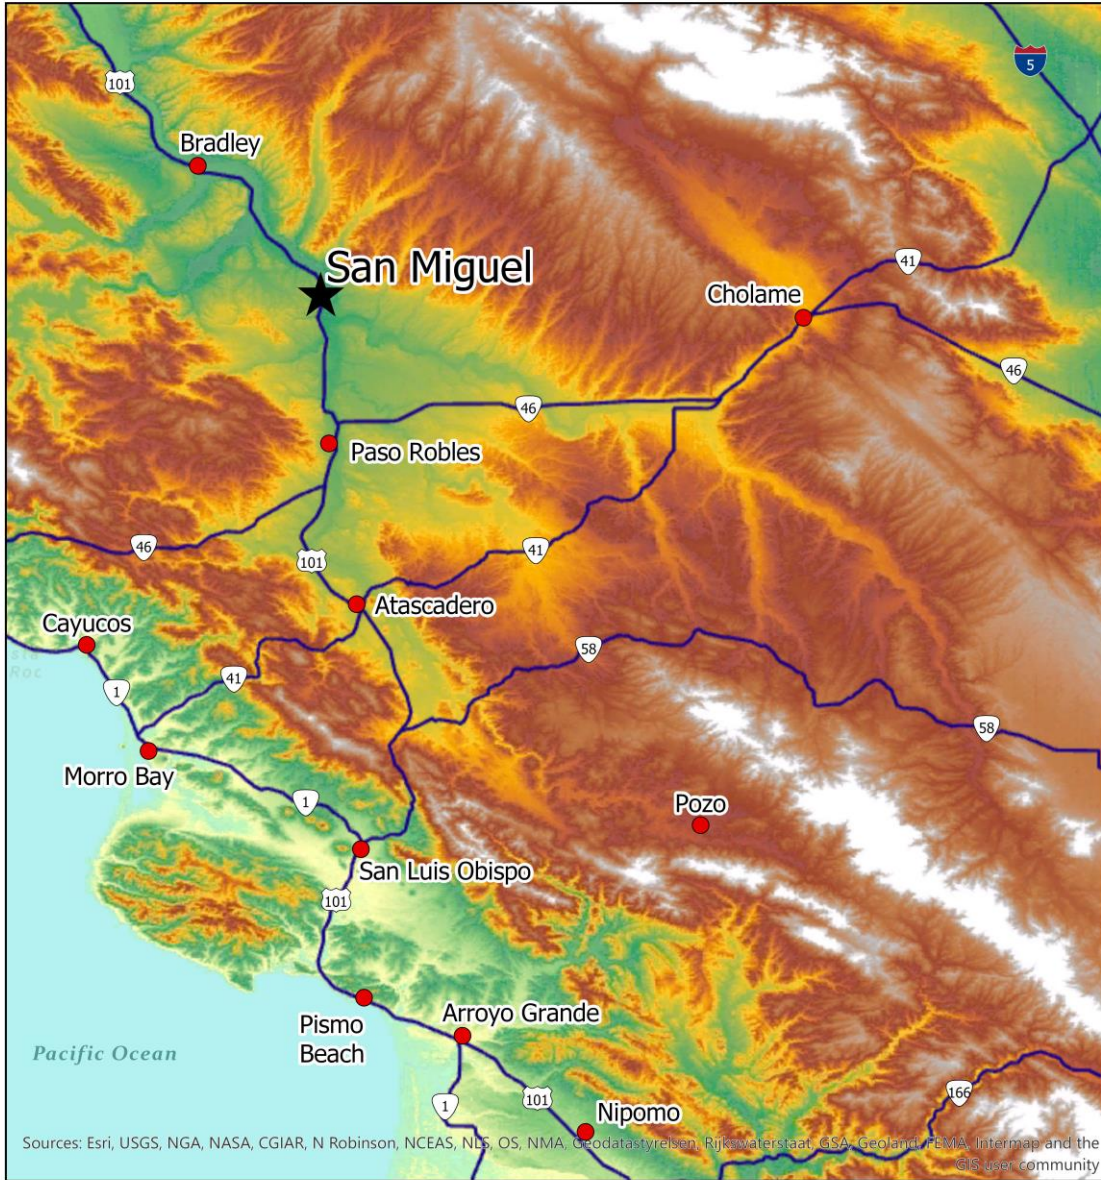 5
101
Bradley
San Miguel
41
Cholame
46
46
Paso Robles
46
41
101
Atascadero
Cayucos
58
41
1
58
Morro Bay
1
Pozo
San Luis Obispo
101
Pismo
Beach
Arroyo Grande
Pacific Ocean
166
101
1
Nipomo
Sources: Esri, USGS, NGA, NASA, CGIAR, N Robinson, NCEAS, NLS, OS, NMA, Geodatastyrelsen, Rijkswaterstaat, GSA, Geoland, FEMA, Intermap and the
GIS user community